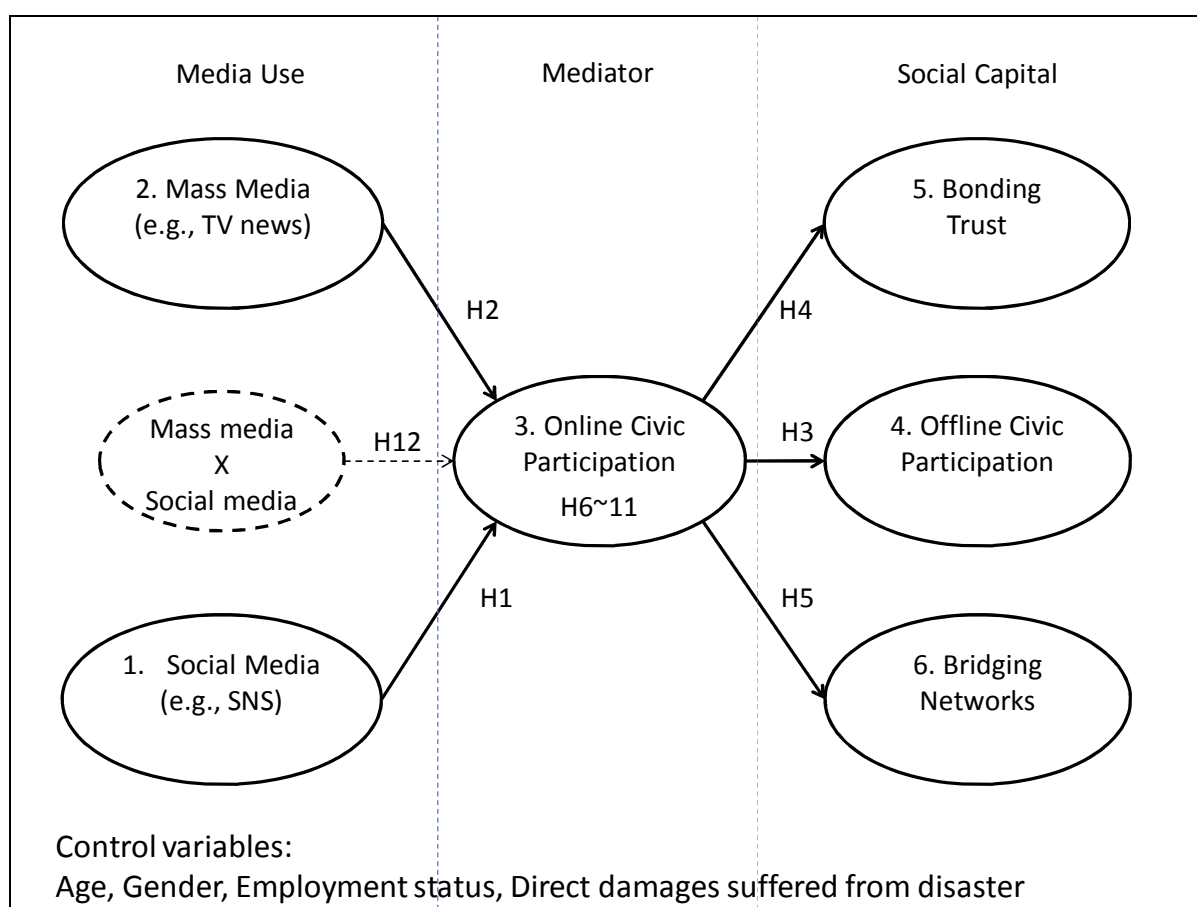 Media Use
Mediator
Social Capital
2. Mass Media
(e.g., TV news)
5. Bonding
Trust
H2
H4
Mass media
X
Social media
H12
3. Online Civic
Participation
H6~11
H3
4. Offline Civic
Participation
H1
H5
1. Social Media
(e.g., SNS)
6. Bridging
Networks
Control variables:
Age, Gender, Employment status, Direct damages suffered from disaster